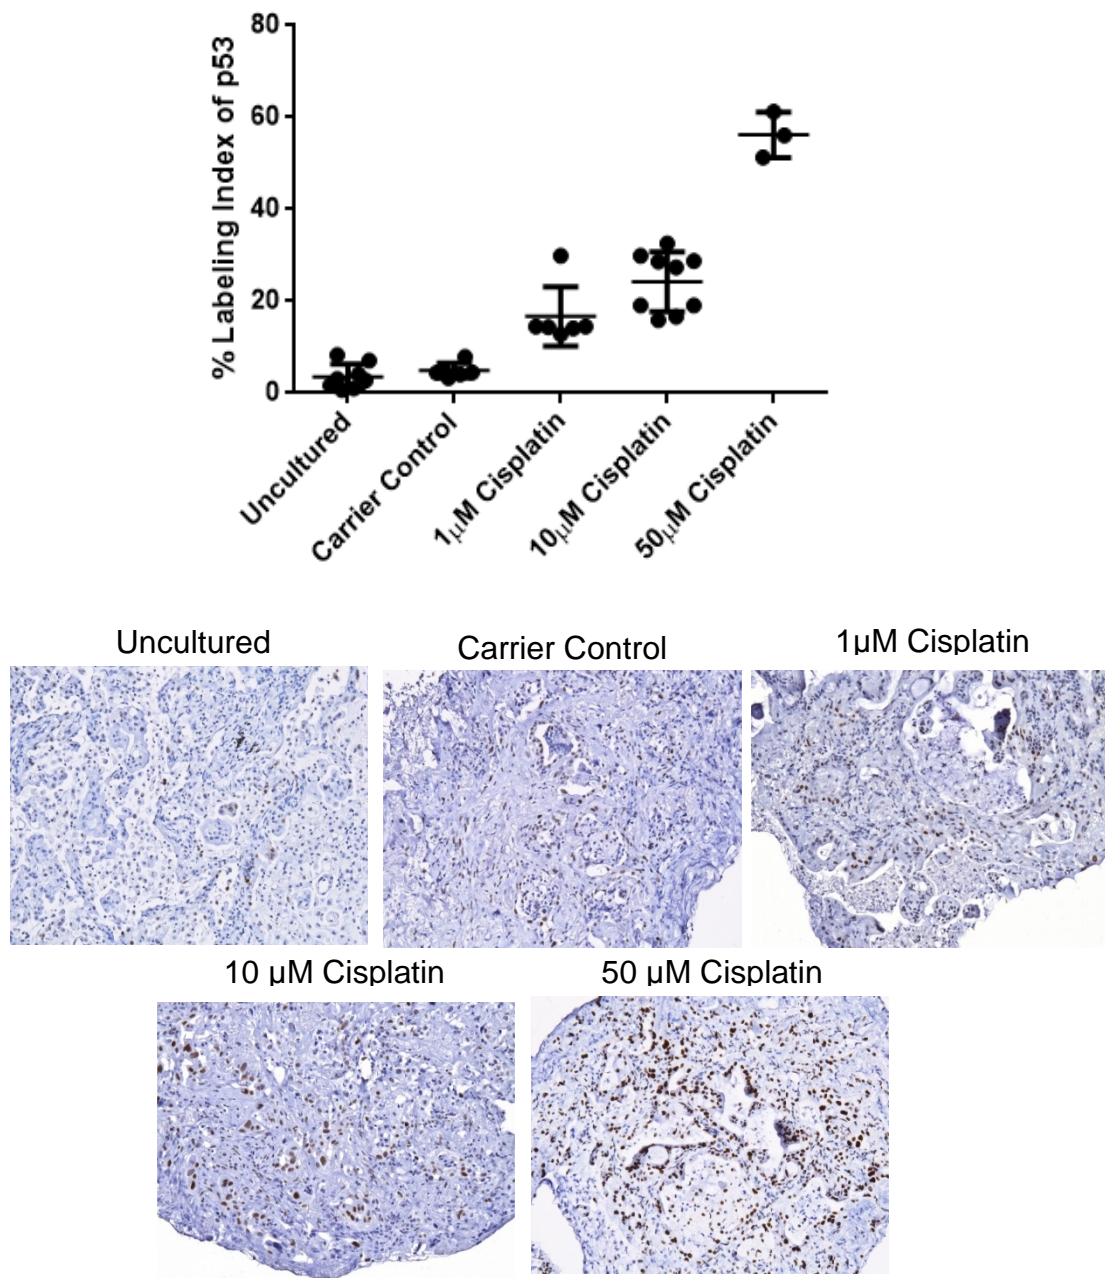 % Labeling Index of p53
80
60
40
20
0
Uncultured
Carrier Control
1μM Cisplatin
10μM Cisplatin
50μM Cisplatin
Uncultured
Carrier Control
1µM Cisplatin
10 µM Cisplatin
50 µM Cisplatin